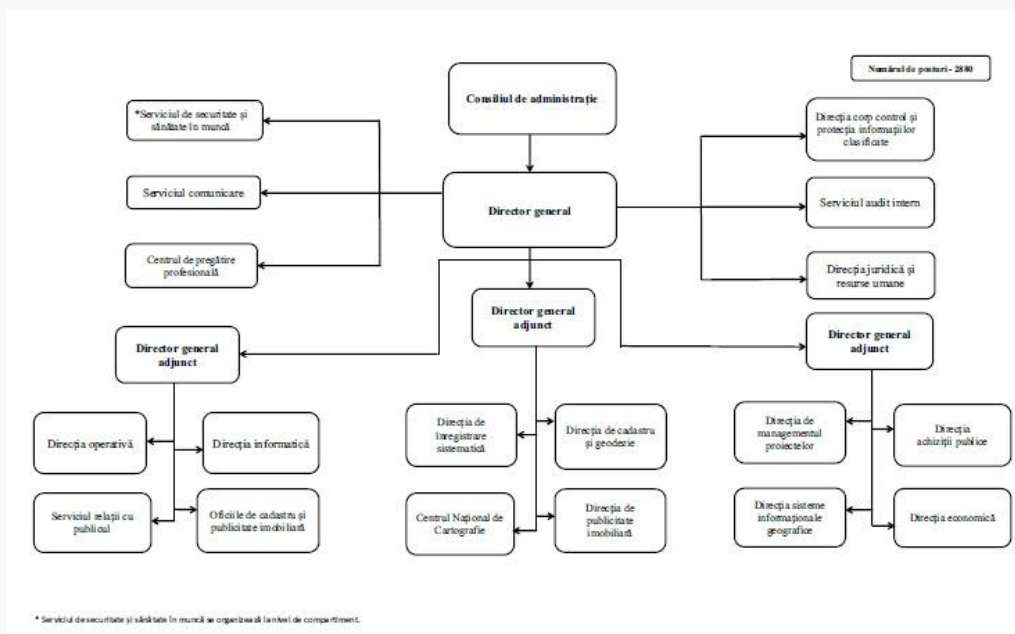 Numărul de posturi - 2880
Consiliul de administrație
*Serviciul de securitate și
sănătate în muncă
Direcția corp control și
protecția informațiilor
clasificate
Serviciul comunicare
Director general
Serviciul audit intern
Centrul de pregătire
profesională
Direcția juridică și
resurse umane
Director general
adjunct
Director general
adjunct
Director general
adjunct
Direcția operativă
Direcția informatică
Serviciul relații cu
publicul
Oficiile de cadastru și
publicitate imobiliară
Direcția de
înregistrare
sistematică
Direcția de cadastru
și geodezie
Centrul Național de
Cartografie
Direcția de
publicitate
imobiliară
Direcția de
managementul
proiectelor
Direcția
achiziții publice
Direcția sisteme
informaționale
geografice
Direcția economică
* Serviciul de securitate și sănătate în muncă se organizează la nivel de compartiment.